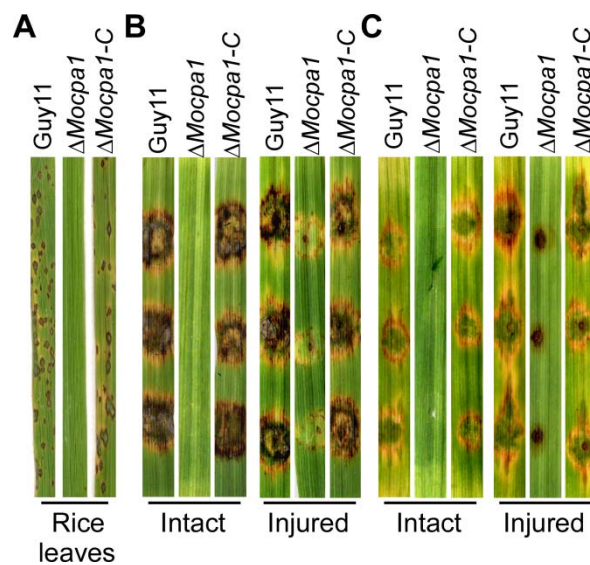 A
B
C
Guy11
ΔMocpa1
ΔMocpa1-C
Guy11
ΔMocpa1
ΔMocpa1-C
Guy11
ΔMocpa1
ΔMocpa1-C
Guy11
ΔMocpa1
ΔMocpa1-C
Guy11
ΔMocpa1
ΔMocpa1-C
Rice
leaves
Intact
Injured
Intact
Injured